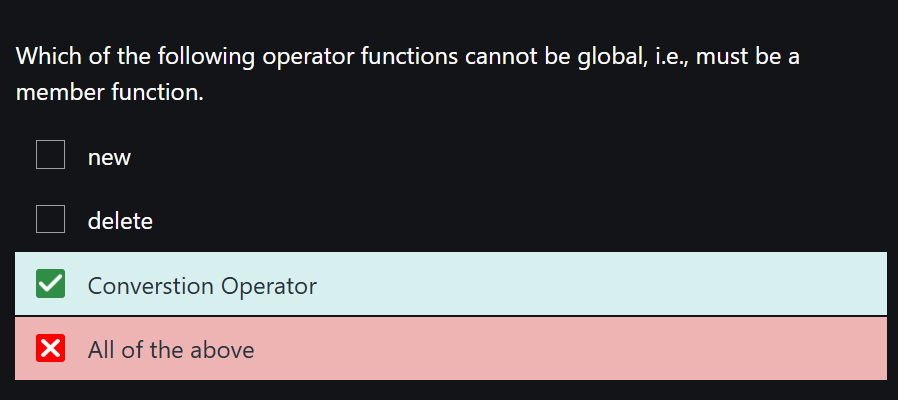 Which of the following operator functions cannot be global, i.e., must be a
member function.
new
delete
Converstion Operator
All of the above